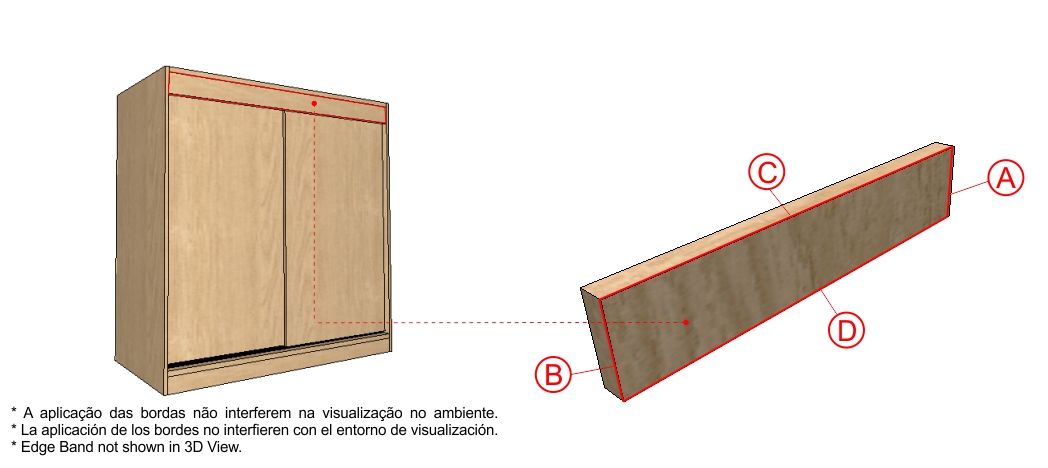 C
A
D
B
* A aplicação das bordas não interferem na visualização no ambiente.
* La aplicación de los bordes no interfieren con el entorno de visualización.
* Edge Band not shown in 3D View.